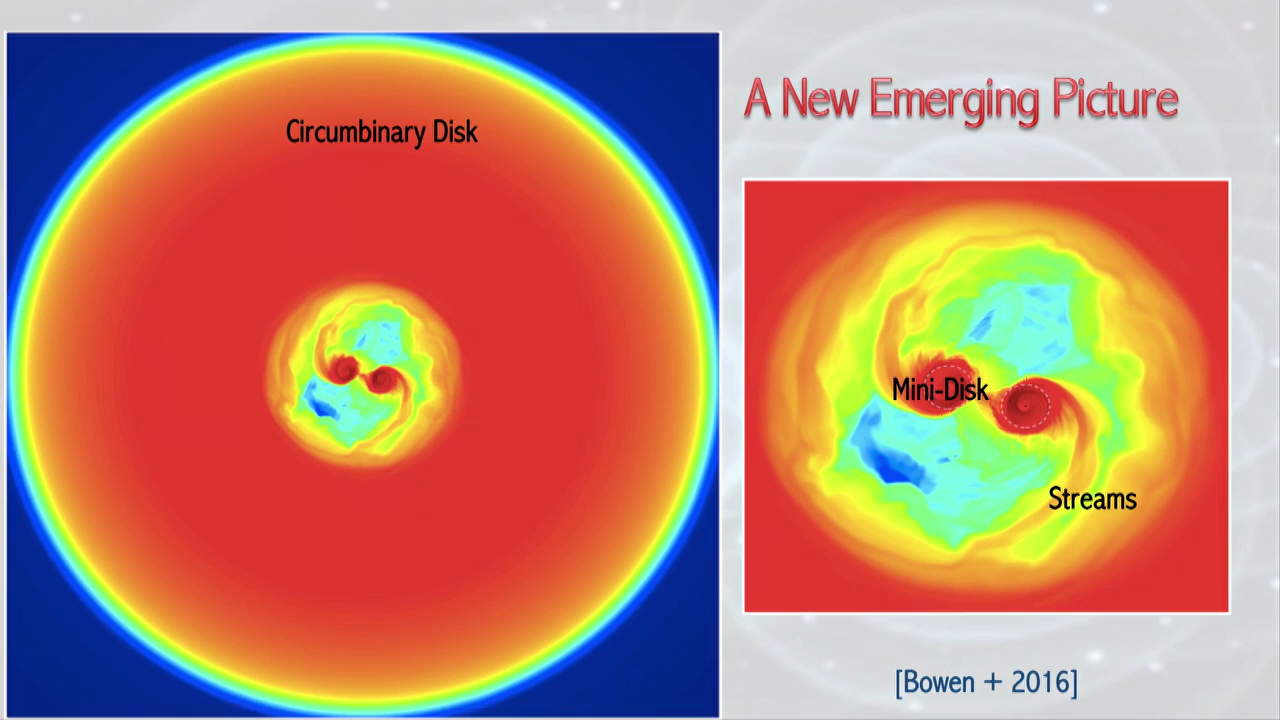 Circumbinary Disk
A New Emerging Picture
Mini-Disk
Streams
[Bowen + 2016]